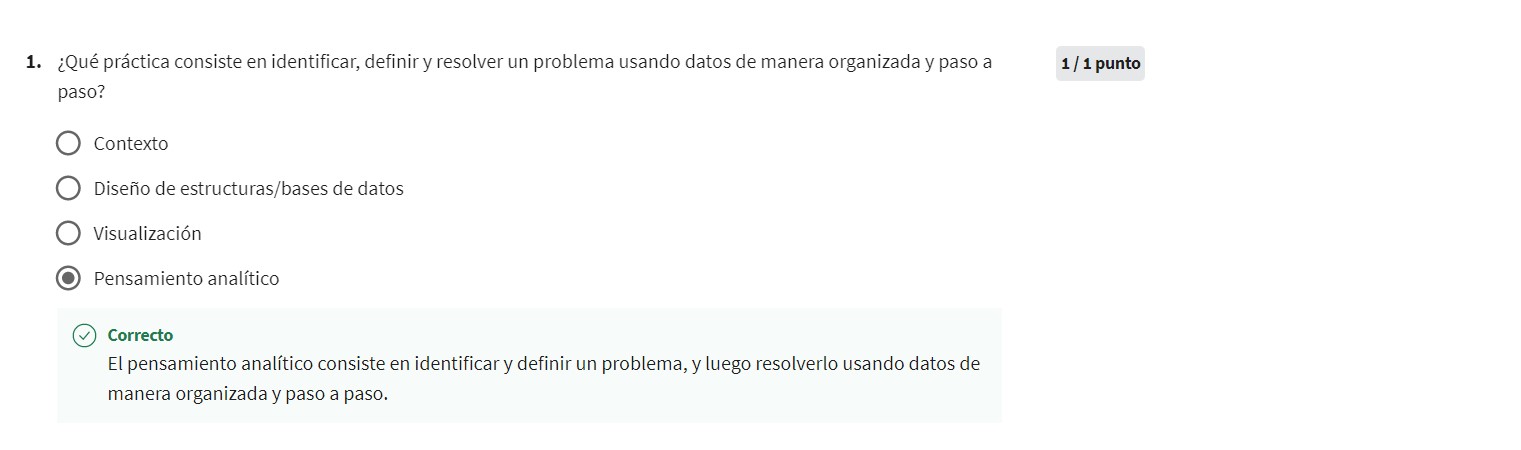 1. ¿Qué práctica consiste en identificar, definir y resolver un problema usando datos de manera organizada y paso a
paso?
1 / 1 punto
Contexto
Diseño de estructuras/bases de datos
Visualización
Pensamiento analítico
Correcto
El pensamiento analítico consiste en identificar y definir un problema, y luego resolverlo usando datos de
manera organizada y paso a paso.